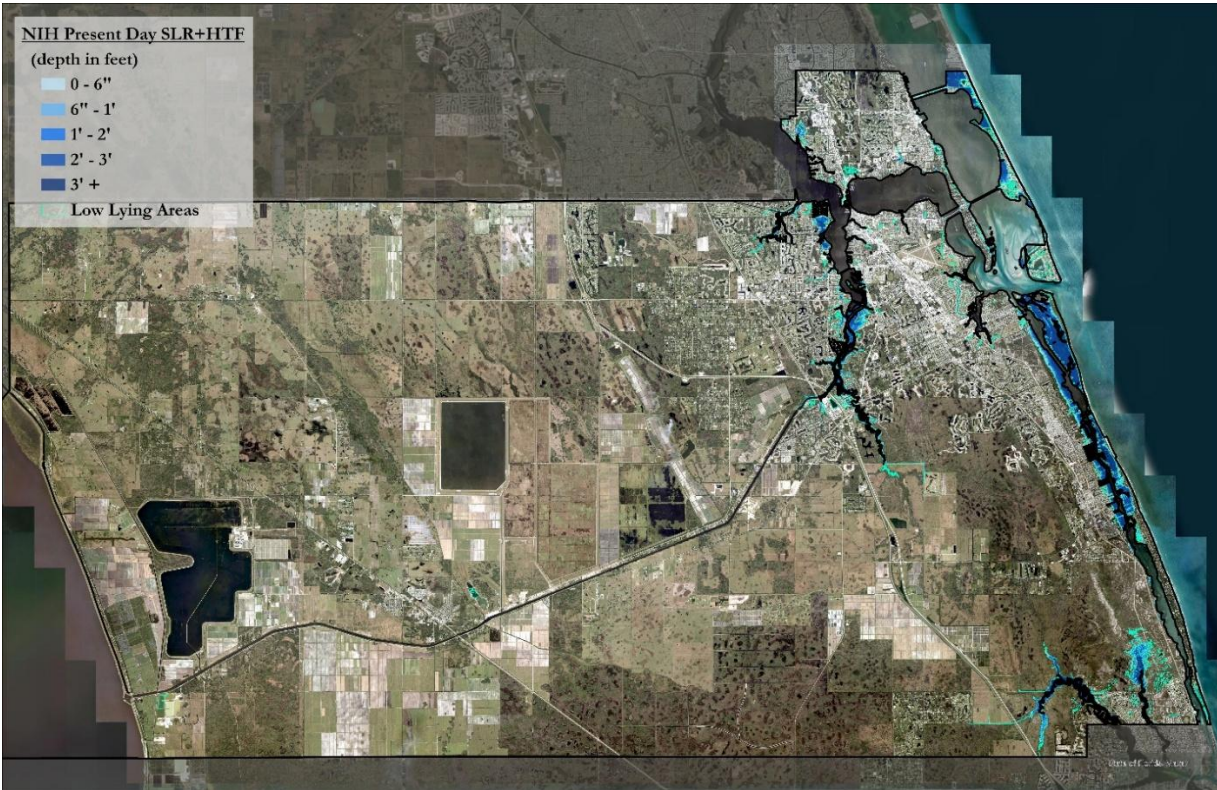 NIH Present Day SLR+HTF
(depth in feet)
0 - 6"
6" - 1'
1' - 2'
2' - 3'
3' +
Low Lying Areas